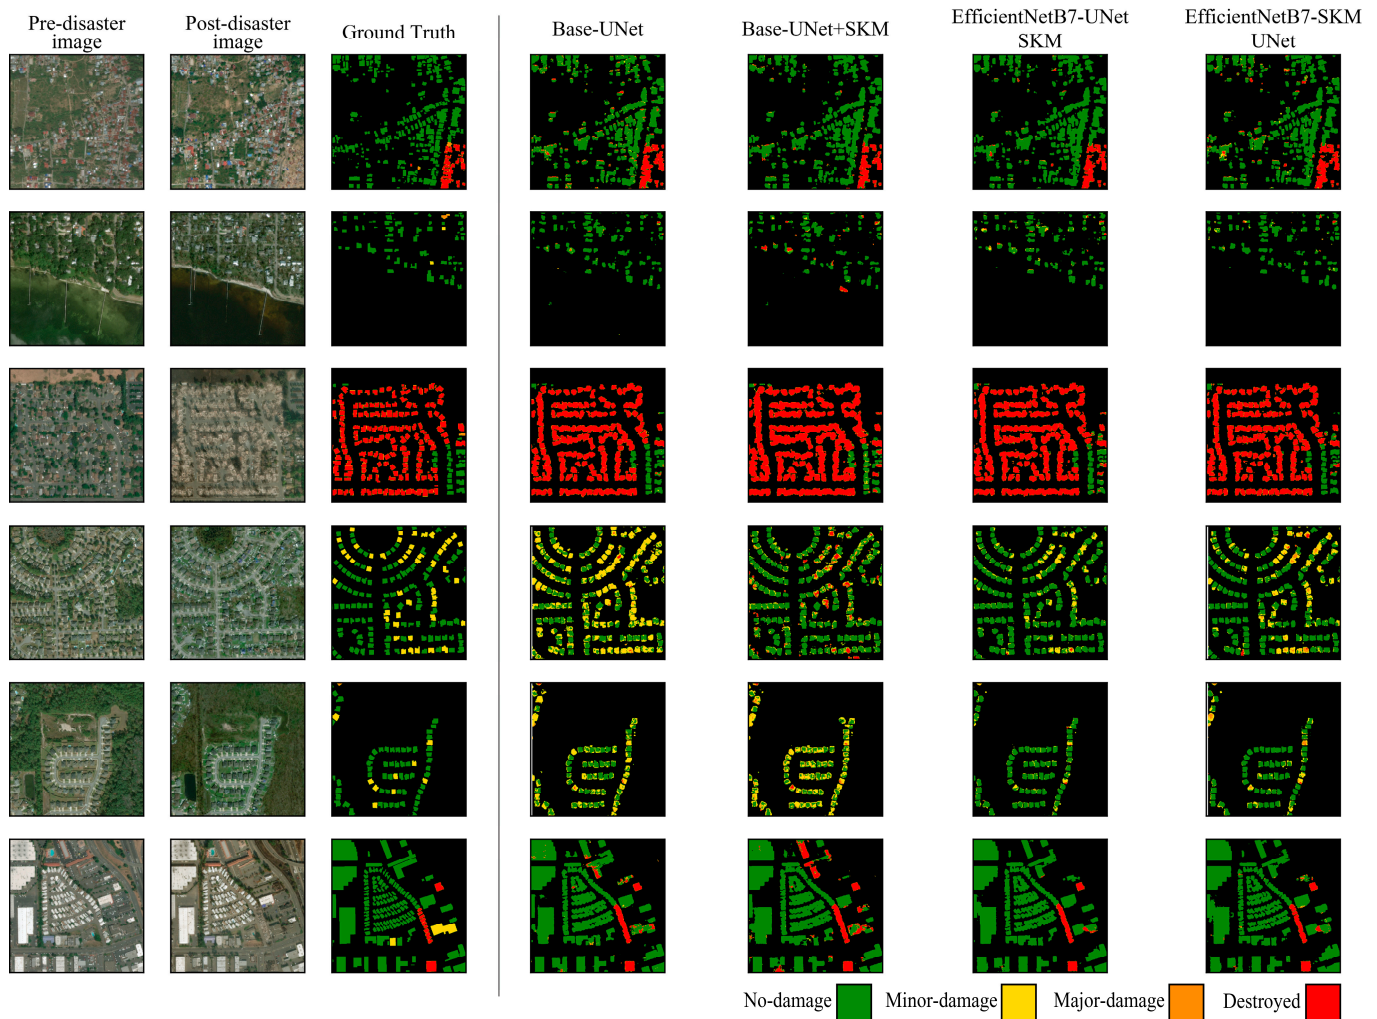 Pre-disaster
image
Post-disaster
image
Ground Truth
Base-UNet
Base-UNet+SKM
EfficientNetB7-UNet
SKM
EfficientNetB7-SKM
UNet
No-damage
Minor-damage
Major-damage
Destroyed